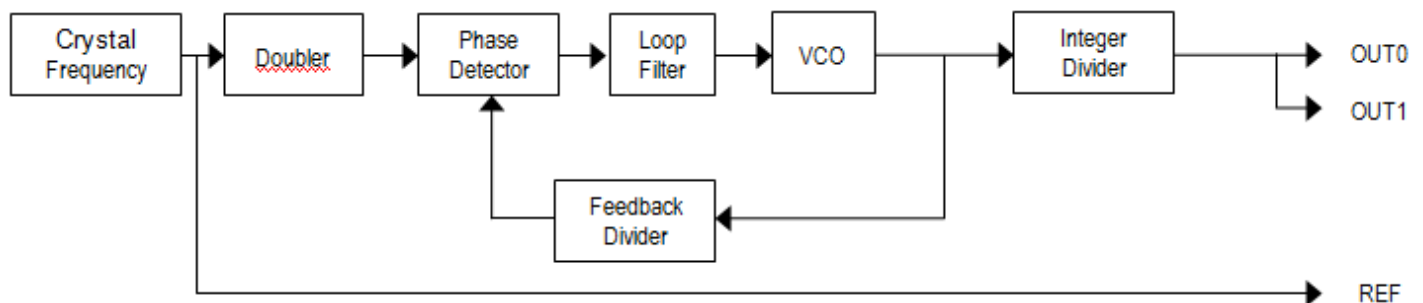 Crystal
Frequency
Doubler
Phase
Detector
Loop
Filter
VCO
Integer
Divider
OUT0
OUT1
Feedback
Divider
REF